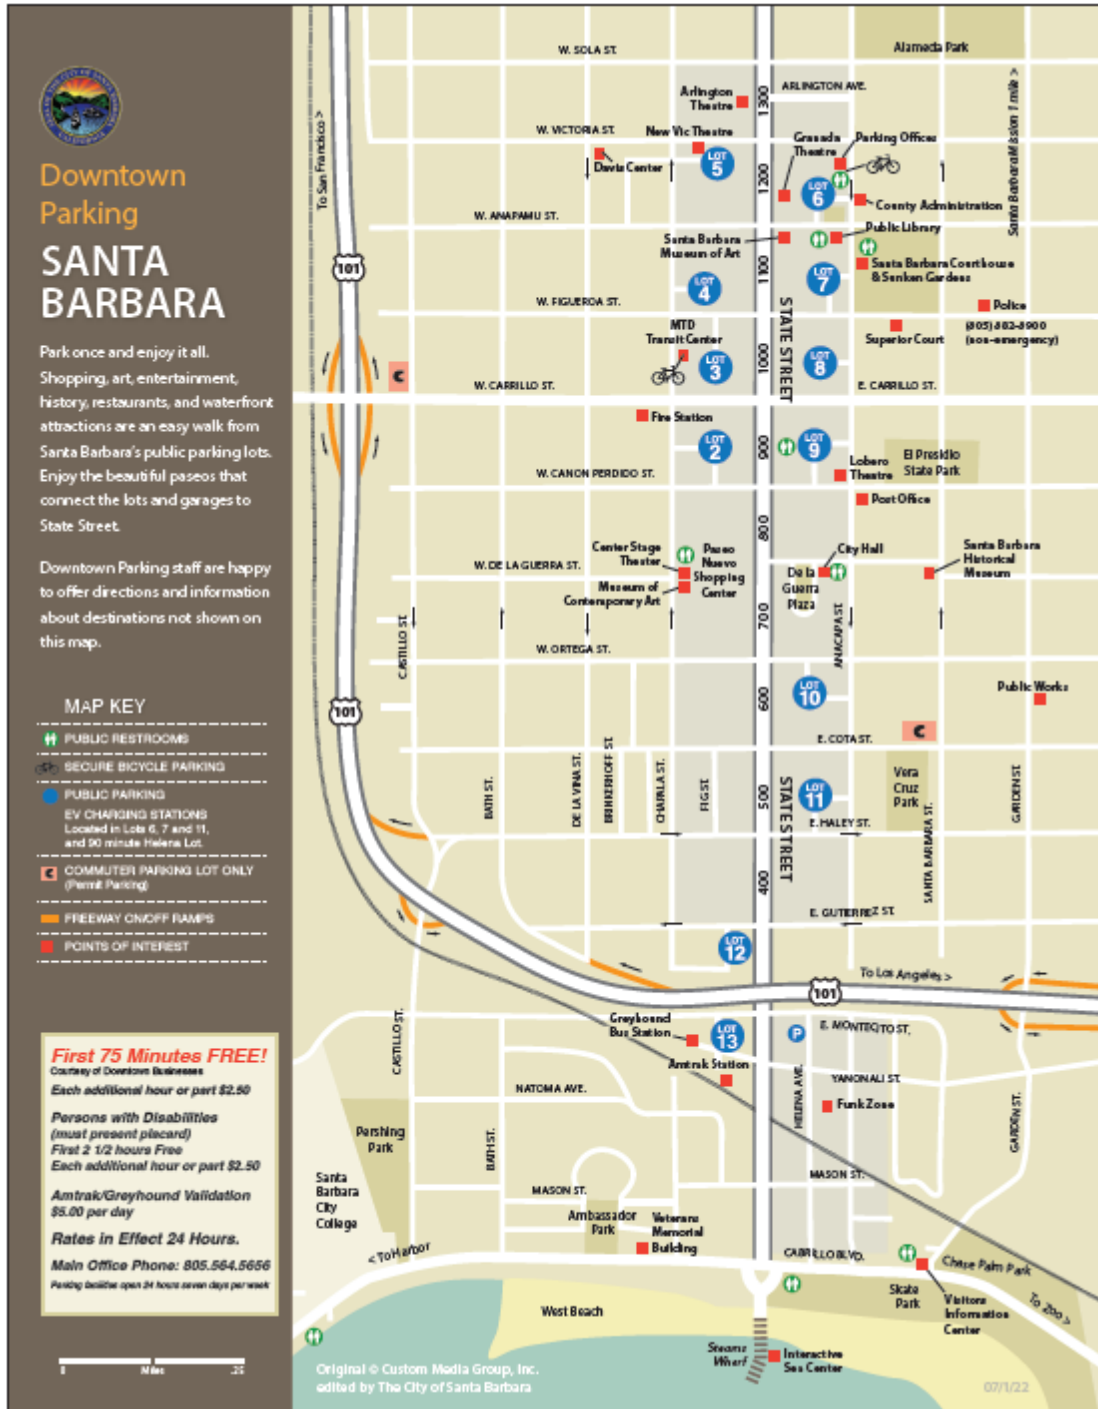 Downtown
Parking
SANTA
BARBARA
Park once and enjoy it all.
Shopping, art, entertainment,
history, restaurants, and waterfront
attractions are an easy walk from
Santa Barbara's public parking lots.
Enjoy the beautiful paseos that
connect the lots and garages to
State Street.
Downtown Parking staff are happy
to offer directions and information
about destinations not shown on
this map.
MAP KEY
PUBLIC RESTROOMS
SECURE BICYCLE PARKING
PUBLIC PARKING
EV CHARGING STATIONS
Located in Lots 6, 7 and 11,
and 90 minute Helena Lot.
C COMMUTER PARKING LOT ONLY
(Permit Parking)
FREEWAY ON/OFF RAMPS
POINTS OF INTEREST
First 75 Minutes FREE!
Courtesy of Downtown Businesses
Each additional hour or part $2.50
Persons with Disabilities
(must present placard)
First 2 1/2 hours Free
Each additional hour or part $2.50
Amtrak/Greyhound Validation
$5.00 per day
Rates in Effect 24 Hours.
Main Office Phone: 805.564.5656
Parking facilities open 24 hours seven days per week
0 Miles .25
W. SOLA ST.
Alameda Park
ARLINGTON AVE.
Arlington
Theatre
1300
To San Francisco >
Santa Barbara Mission 1 mile >
W. VICTORIA ST.
New Vic Theatre
Granada
Theatre
Parking Offices
Davis Center
LOT
5
1200
LOT
6
County Administration
W. ANAPAMU ST.
Public Library
Santa Barbara
Museum of Art
101
1100
Santa Barbara Courthouse
& Sunken Gardens
LOT
4
LOT
7
W. FIGUEROA ST.
Police
(805) 882-8900
(non-emergency)
Superior Court
MTD
Transit Center
STATE STREET
1000
LOT
3
LOT
8
C
W. CARRILLO ST.
E. CARRILLO ST.
Fire Station
LOT
2
900
LOT
9
El Presidio
State Park
Lobero
Theatre
W. CANON PERDIDO ST.
Post Office
800
Center Stage
Theater
Paseo
Nuevo
Shopping
Center
City Hall
Santa Barbara
Historical
Museum
W. DE LA GUERRA ST.
De la
Guerra
Plaza
Museum of
Contemporary Art
700
CASTILLO ST.
ANACAPA ST.
W. ORTEGA ST.
LOT
10
600
Public Works
101
C
E. COTA ST.
BATH ST.
DE LA VINA ST.
BRINKERHOFF ST.
CHAPALA ST.
FIG ST.
500
STATE STREET
LOT
11
Vera
Cruz
Park
SANTA BARBARA ST.
GARDEN ST.
E. HALEY ST.
400
E. GUTIERREZ ST.
LOT
12
To Los Angeles >
101
CASTILLO ST.
Greyhound
Bus Station
LOT
13
P
E. MONTECITO ST.
Amtrak Station
YANONALI ST.
NATOMA AVE.
HELENA AVE.
Funk Zone
GARDEN ST.
Pershing
Park
BATH ST.
Santa
Barbara
City
College
MASON ST.
MASON ST.
Ambassador
Park
Veterans
Memorial
Building
< To Harbor
CABRILLO BLVD.
Chase Palm Park
Skate
Park
Visitors
Information
Center
To Zoo >
West Beach
Stearns
Wharf
Interactive
Sea Center
Original © Custom Media Group, Inc.
edited by The City of Santa Barbara
07/1/22